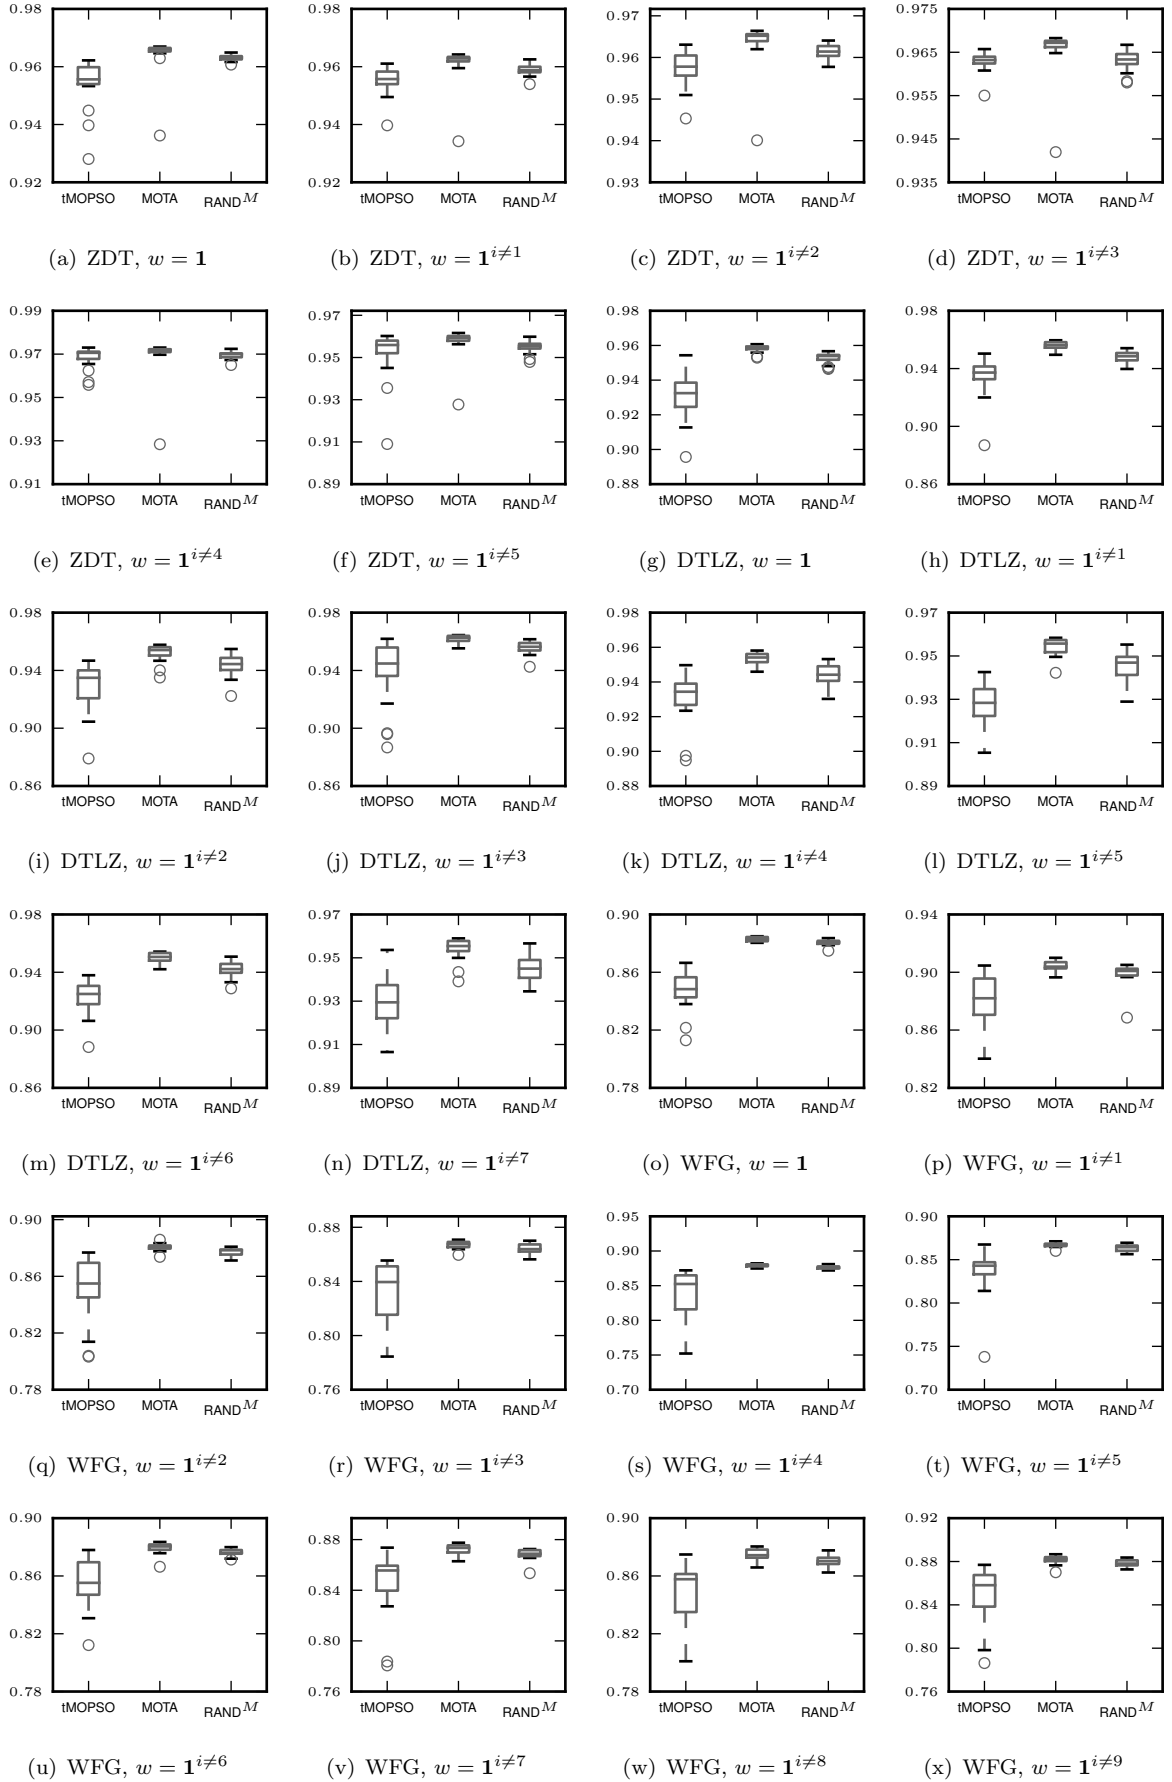 0.98 0.98 0.97 0.975
0.96 0.96 0.96 0.965
0.95 0.955
0.94 0.94 0.94 0.945
0.92 0.92 0.93 0.935
tMOPSO MOTA RAND^M tMOPSO MOTA RAND^M tMOPSO MOTA RAND^M tMOPSO MOTA RAND^M
(a) ZDT, w = 1 (b) ZDT, w = 1^{i≠1} (c) ZDT, w = 1^{i≠2} (d) ZDT, w = 1^{i≠3}
0.99 0.97 0.98 0.98
0.97 0.95 0.96 0.94
0.95 0.93 0.94 0.90
0.93 0.91 0.92 0.86
0.91 0.89 0.90
0.88
tMOPSO MOTA RAND^M tMOPSO MOTA RAND^M tMOPSO MOTA RAND^M tMOPSO MOTA RAND^M
(e) ZDT, w = 1^{i≠4} (f) ZDT, w = 1^{i≠5} (g) DTLZ, w = 1 (h) DTLZ, w = 1^{i≠1}
0.98 0.98 0.98 0.97
0.94 0.94 0.96 0.95
0.90 0.90 0.94 0.93
0.86 0.86 0.92 0.91
0.90 0.89
0.88
tMOPSO MOTA RAND^M tMOPSO MOTA RAND^M tMOPSO MOTA RAND^M tMOPSO MOTA RAND^M
(i) DTLZ, w = 1^{i≠2} (j) DTLZ, w = 1^{i≠3} (k) DTLZ, w = 1^{i≠4} (l) DTLZ, w = 1^{i≠5}
0.98 0.97 0.90 0.94
0.94 0.95 0.86 0.90
0.90 0.93 0.82 0.86
0.86 0.91 0.78 0.82
0.89
tMOPSO MOTA RAND^M tMOPSO MOTA RAND^M tMOPSO MOTA RAND^M tMOPSO MOTA RAND^M
(m) DTLZ, w = 1^{i≠6} (n) DTLZ, w = 1^{i≠7} (o) WFG, w = 1 (p) WFG, w = 1^{i≠1}
0.90 0.88 0.95 0.90
0.86 0.84 0.90 0.85
0.82 0.80 0.85 0.80
0.78 0.76 0.80 0.75
0.75 0.70
0.70
tMOPSO MOTA RAND^M tMOPSO MOTA RAND^M tMOPSO MOTA RAND^M tMOPSO MOTA RAND^M
(q) WFG, w = 1^{i≠2} (r) WFG, w = 1^{i≠3} (s) WFG, w = 1^{i≠4} (t) WFG, w = 1^{i≠5}
0.90 0.88 0.90 0.92
0.86 0.84 0.86 0.88
0.82 0.80 0.82 0.84
0.78 0.76 0.78 0.80
0.76
tMOPSO MOTA RAND^M tMOPSO MOTA RAND^M tMOPSO MOTA RAND^M tMOPSO MOTA RAND^M
(u) WFG, w = 1^{i≠6} (v) WFG, w = 1^{i≠7} (w) WFG, w = 1^{i≠8} (x) WFG, w = 1^{i≠9}